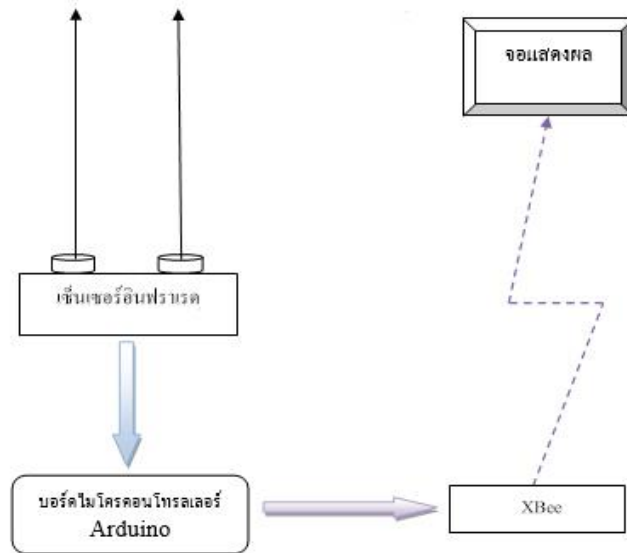 จอแสดงผล
เซ็นเซอร์อินฟราเรด
บอร์ดไมโครคอนโทรลเลอร์
Arduino
XBee